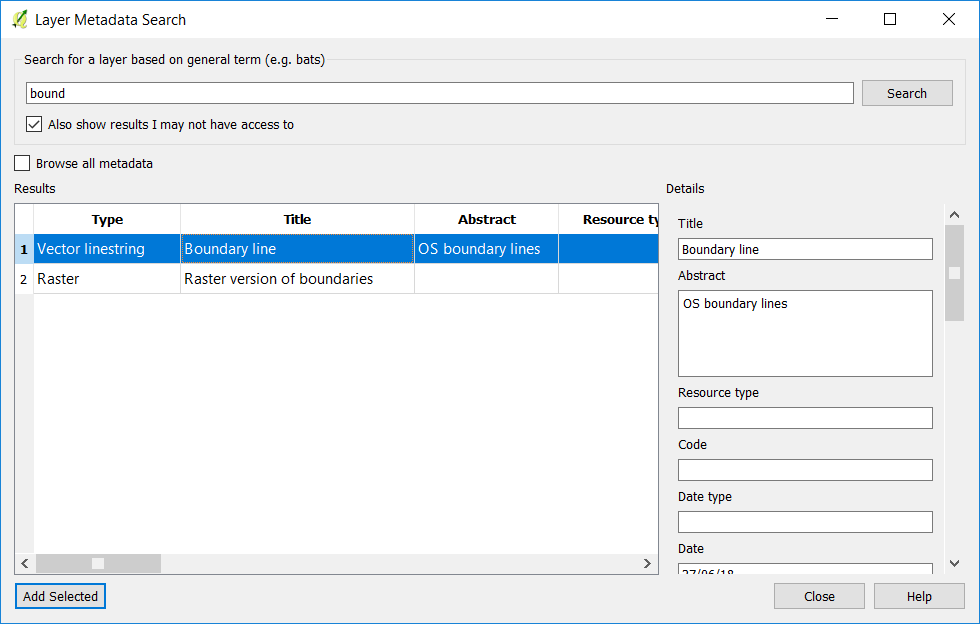 Layer Metadata Search
Search for a layer based on general term (e.g. bats)
bound
Search
Also show results I may not have access to
Browse all metadata
Results
Type Title Abstract Resource ty
1 Vector linestring Boundary line OS boundary lines
2 Raster Raster version of boundaries
Details
Title
Boundary line
Abstract
OS boundary lines
Resource type
Code
Date type
Date
27/06/18
Add Selected
Close
Help